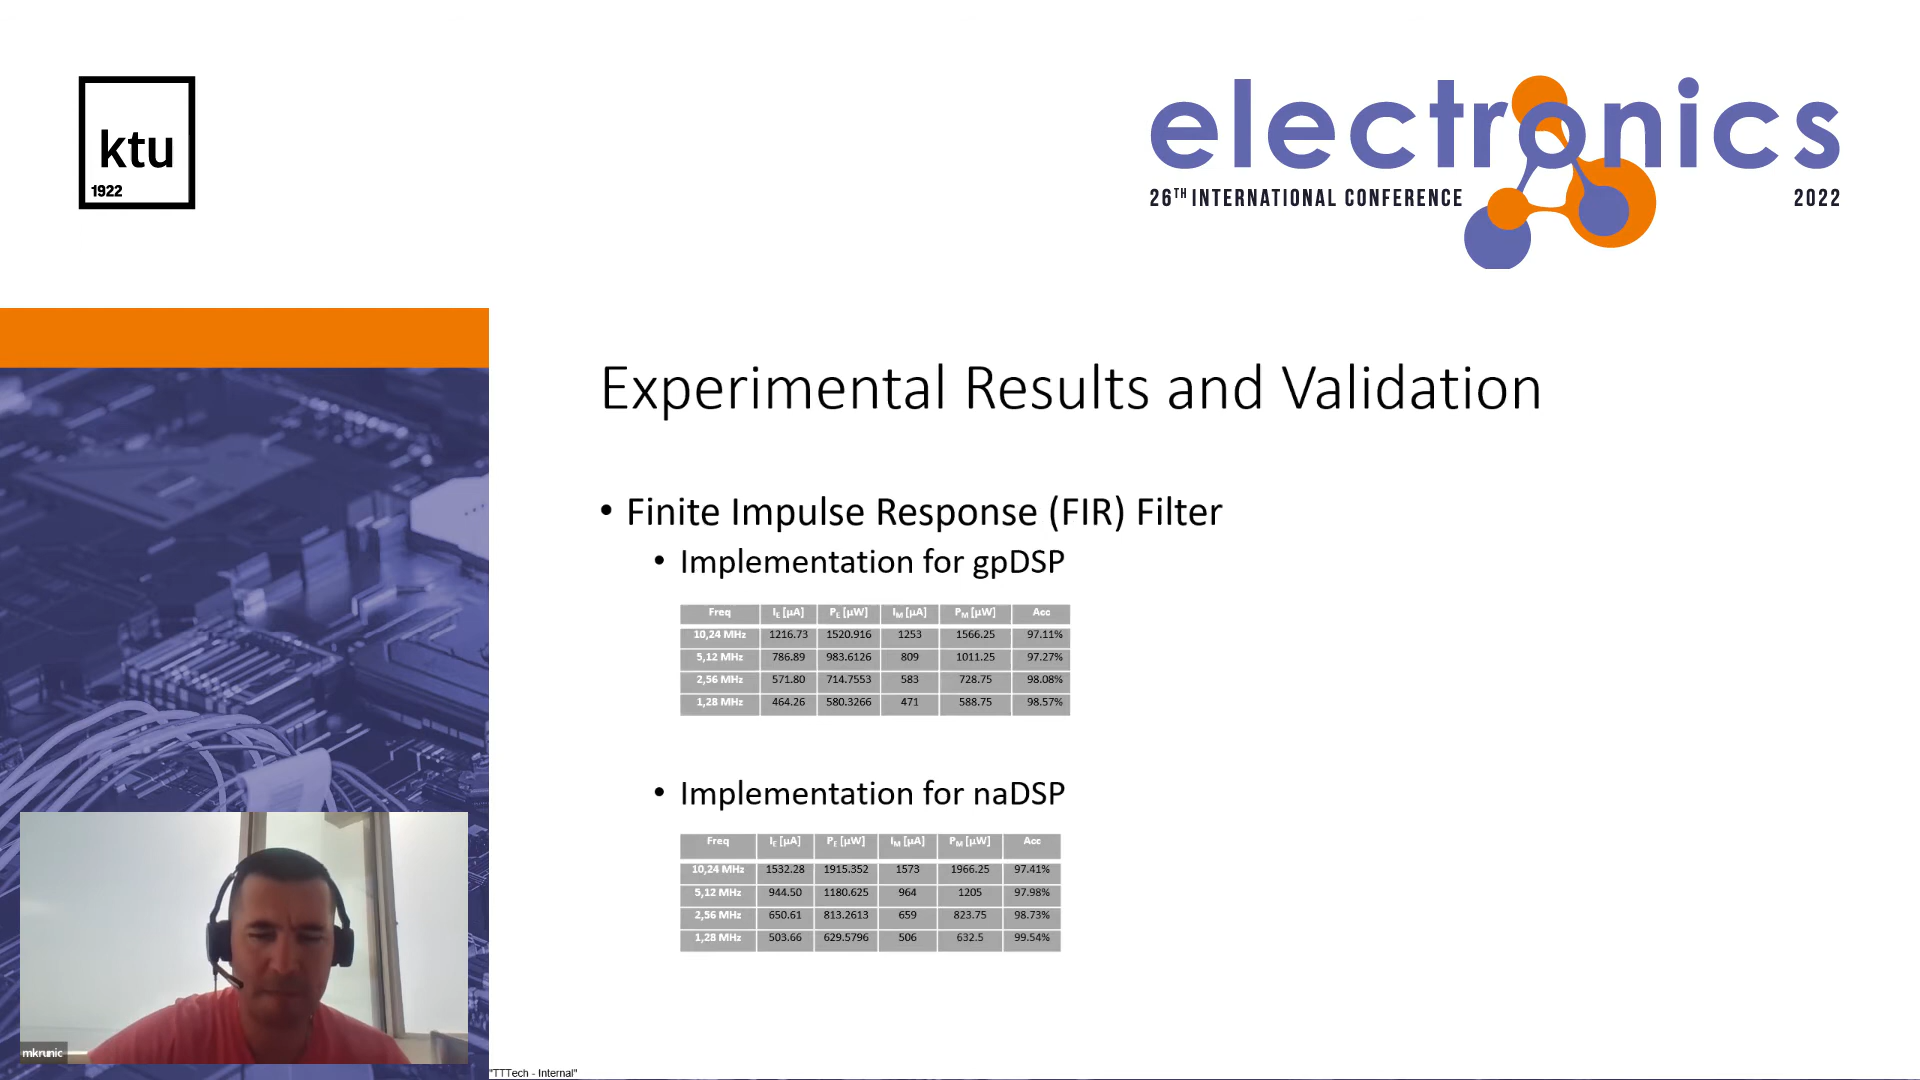 ktu
1922
electronics
26TH INTERNATIONAL CONFERENCE 2022
Experimental Results and Validation
• Finite Impulse Response (FIR) Filter
• Implementation for gpDSP
Freq IE [µA] PE [µW] IM [µA] PM [µW] Acc
10,24 MHz 1216.73 1520.916 1253 1566.25 97.11%
5,12 MHz 786.89 983.6126 809 1011.25 97.27%
2,56 MHz 571.80 714.7553 583 728.75 98.08%
1,28 MHz 464.26 580.3266 471 588.75 98.57%
• Implementation for naDSP
Freq IE [µA] PE [µW] IM [µA] PM [µW] Acc
10,24 MHz 1532.28 1915.352 1573 1966.25 97.41%
5,12 MHz 944.50 1180.625 964 1205 97.98%
2,56 MHz 650.61 813.2613 659 823.75 98.73%
1,28 MHz 503.66 629.5796 506 632.5 99.54%
mkrunic
"TTTech - Internal"